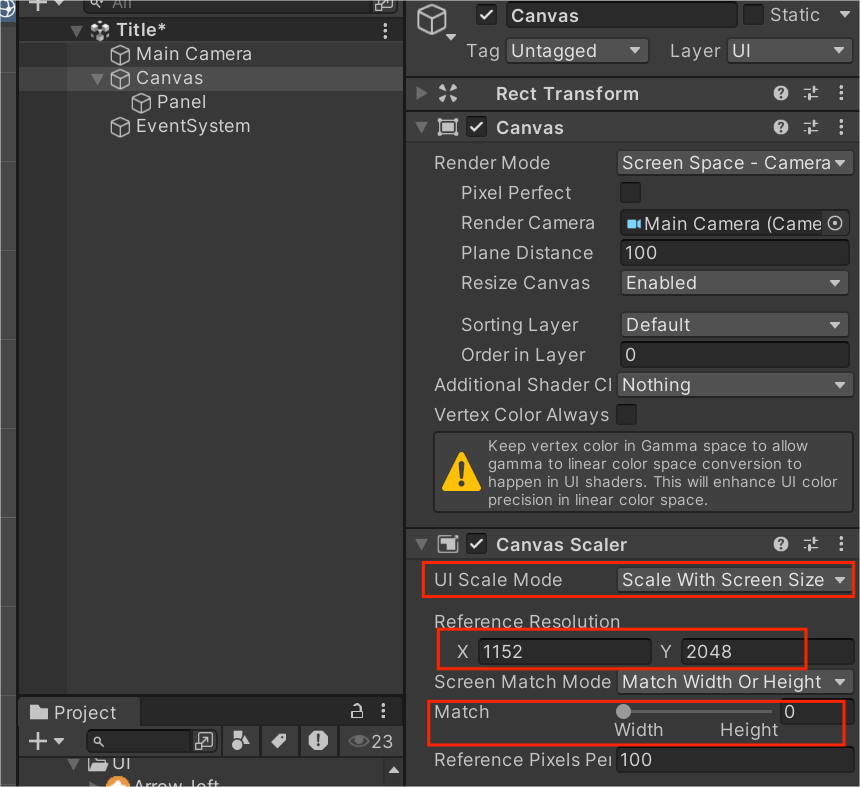 All
Title*
Main Camera
Canvas
Panel
EventSystem
Project
23
UI
Arrow_left
Canvas
Static
Tag Untagged Layer UI
Rect Transform
Canvas
Render Mode Screen Space - Camera
Pixel Perfect
Render Camera Main Camera (Came
Plane Distance 100
Resize Canvas Enabled
Sorting Layer Default
Order in Layer 0
Additional Shader Cl Nothing
Vertex Color Always
Keep vertex color in Gamma space to allow
gamma to linear color space conversion to
happen in UI shaders. This will enhance UI color
precision in linear color space.
Canvas Scaler
UI Scale Mode Scale With Screen Size
Reference Resolution
X 1152 Y 2048
Screen Match Mode Match Width Or Height
Match 0
Width Height
Reference Pixels Per 100